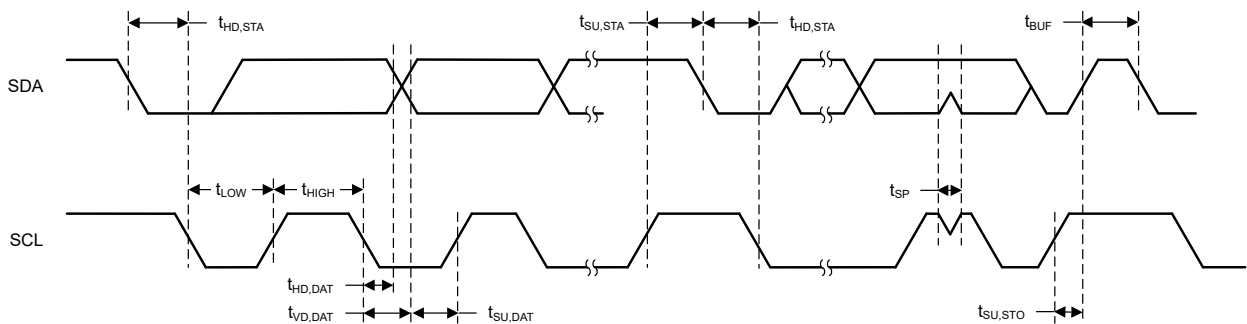 tHD,STA
tSU,STA
tHD,STA
tBUF
SDA
tLOW
tHIGH
tSP
SCL
tHD,DAT
tVD,DAT
tSU,DAT
tSU,STO